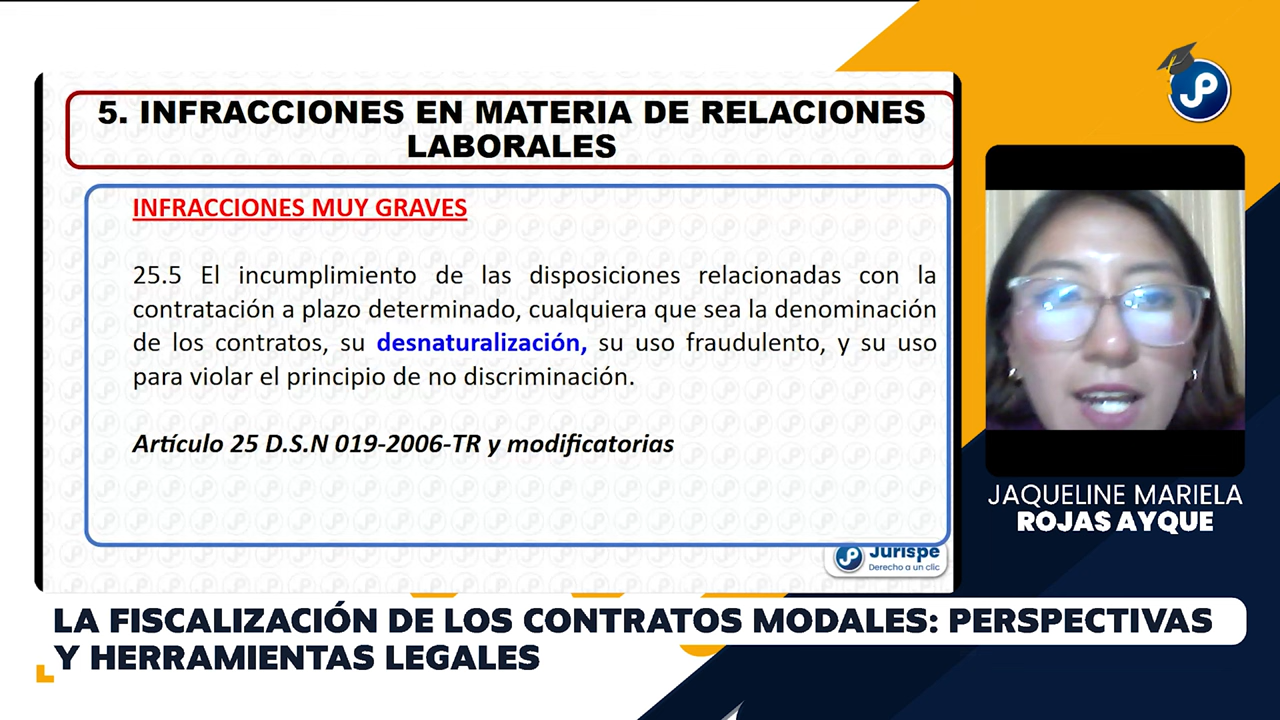 5. INFRACCIONES EN MATERIA DE RELACIONES
LABORALES
INFRACCIONES MUY GRAVES
25.5 El incumplimiento de las disposiciones relacionadas con la
contratación a plazo determinado, cualquiera que sea la denominación
de los contratos, su desnaturalización, su uso fraudulento, y su uso
para violar el principio de no discriminación.
Artículo 25 D.S.N 019-2006-TR y modificatorias
JP
Jurispe
Derecho a un clic
JP
JAQUELINE MARIELA
ROJAS AYQUE
LA FISCALIZACIÓN DE LOS CONTRATOS MODALES: PERSPECTIVAS
Y HERRAMIENTAS LEGALES